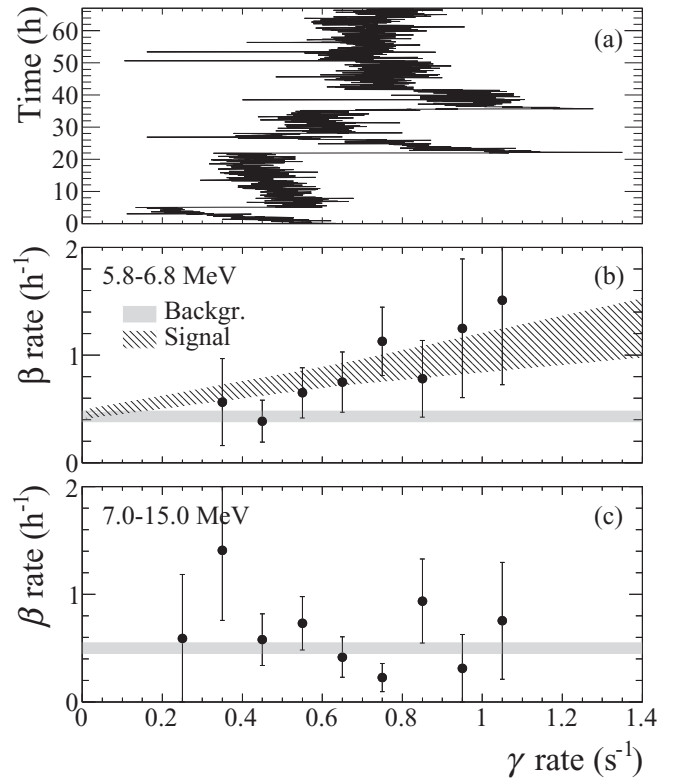 60
50
40
30
20
10
0
Time (h)
(a)
2
1
0
β rate (h⁻¹)
5.8-6.8 MeV
(b)
Backgr.
Signal
2
1
0
β rate (h⁻¹)
7.0-15.0 MeV
(c)
0 0.2 0.4 0.6 0.8 1 1.2 1.4
γ rate (s⁻¹)